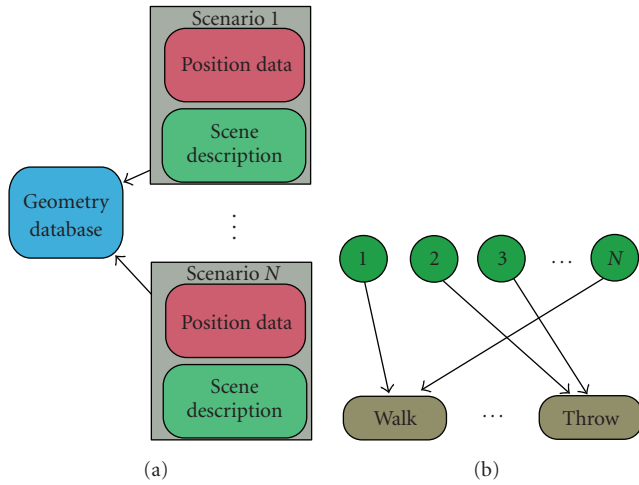 Scenario 1
Position data
Scene
description
Geometry
database
⋮
Scenario N
Position data
Scene
description
(a)
1
2
3
...
N
Walk
...
Throw
(b)